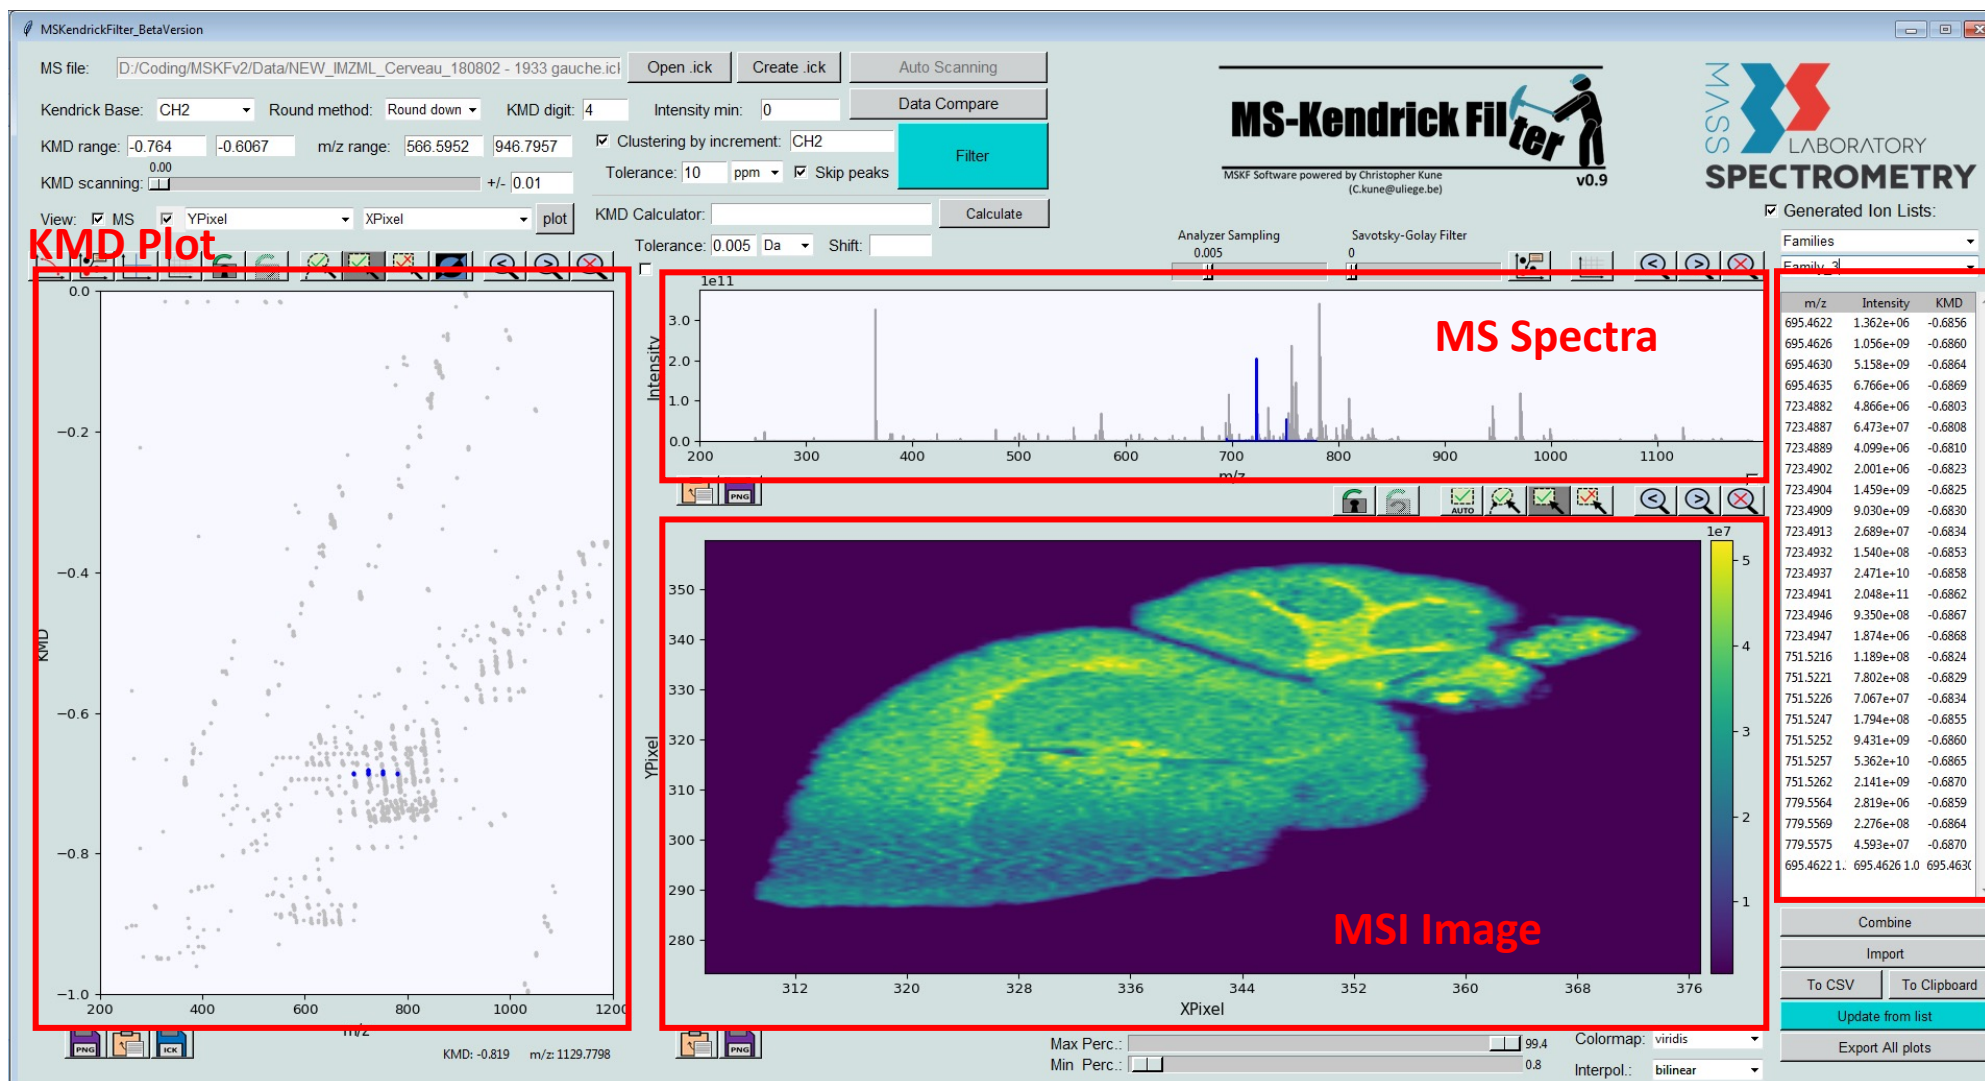 MSKendrickFilter_BetaVersion
MS file: D:/Coding/MSKFv2/Data/NEW_IMZML_Cerveau_180802 - 1933 gauche.ick Open .ick Create .ick Auto Scanning
Kendrick Base: CH2 Round method: Round down KMD digit: 4 Intensity min: 0 Data Compare
KMD range: -0.764 -0.6067 m/z range: 566.5952 946.7957 Clustering by increment: CH2 Filter
0.00
KMD scanning: +/- 0.01 Tolerance: 10 ppm Skip peaks
View: MS YPixel XPixel plot KMD Calculator: Calculate
Tolerance: 0.005 Da Shift:
MS-Kendrick Filter
MSKF Software powered by Christopher Kune
(C.kune@uliege.be)
v0.9
MASS
LABORATORY
SPECTROMETRY
Generated Ion Lists:
Families
Family_3
Analyzer Sampling Savotsky-Golay Filter
0.005 0
KMD Plot
0.0
−0.2
−0.4
−0.6
−0.8
−1.0
KMD
200 400 600 800 1000 1200
m/z
PNG ICK
KMD: -0.819 m/z: 1129.7798
1e11
MS Spectra
3.0
2.0
1.0
0.0
Intensity
200 300 400 500 600 700 800 900 1000 1100
m/z
PNG
AUTO
1e7
350
340
330
320
310
300
290
280
YPixel
5
4
3
2
1
MSI Image
312 320 328 336 344 352 360 368 376
XPixel
PNG
Max Perc.: 99.4
Min Perc.: 0.8
Colormap: viridis
Interpol.: bilinear
m/z Intensity KMD
695.4622 1.362e+06 -0.6856
695.4626 1.056e+09 -0.6860
695.4630 5.158e+09 -0.6864
695.4635 6.766e+06 -0.6869
723.4882 4.866e+06 -0.6803
723.4887 6.473e+07 -0.6808
723.4889 4.099e+06 -0.6810
723.4902 2.001e+06 -0.6823
723.4904 1.459e+09 -0.6825
723.4909 9.030e+09 -0.6830
723.4913 2.689e+07 -0.6834
723.4932 1.540e+08 -0.6853
723.4937 2.471e+10 -0.6858
723.4941 2.048e+11 -0.6862
723.4946 9.350e+08 -0.6867
723.4947 1.874e+06 -0.6868
751.5216 1.189e+08 -0.6824
751.5221 7.802e+08 -0.6829
751.5226 7.067e+07 -0.6834
751.5247 1.794e+08 -0.6855
751.5252 9.431e+09 -0.6860
751.5257 5.362e+10 -0.6865
751.5262 2.141e+09 -0.6870
779.5564 2.819e+06 -0.6859
779.5569 2.276e+08 -0.6864
779.5575 4.593e+07 -0.6870
695.4622 1. 695.4626 1.0 695.4630
Combine
Import
To CSV To Clipboard
Update from list
Export All plots